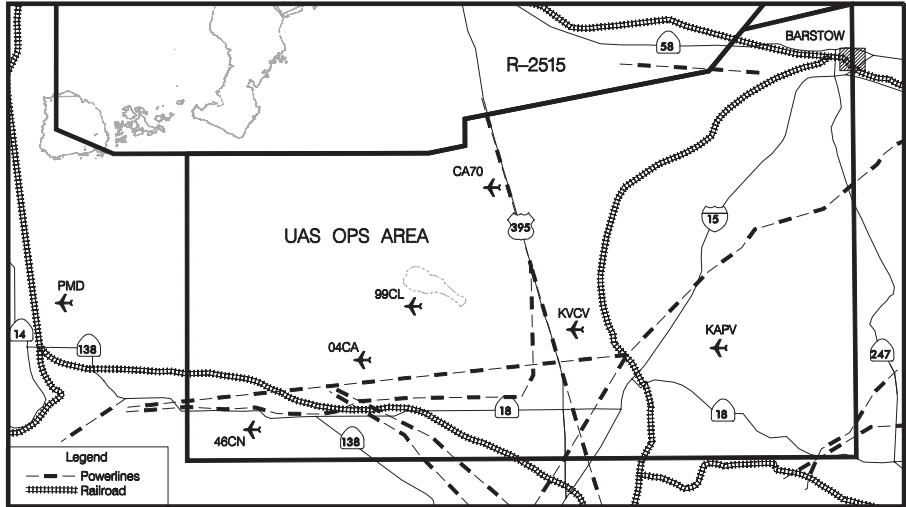 BARSTOW
58
R-2515
CA70
395
15
UAS OPS AREA
PMD
99CL
KVCV
14
138
04CA
KAPV
247
18
18
46CN
138
Legend
Powerlines
Railroad